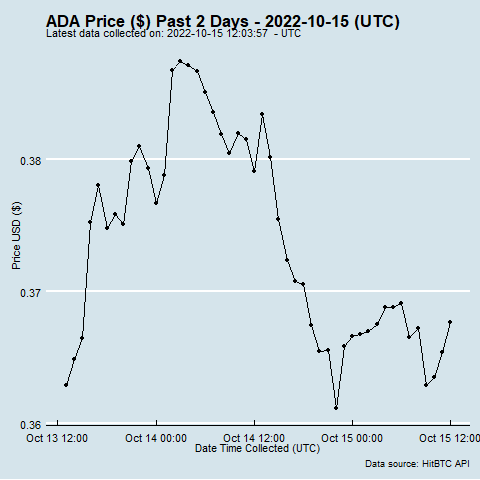 ADA Price ($) Past 2 Days - 2022-10-15 (UTC)
Latest data collected on: 2022-10-15 12:03:57  - UTC
0.38
0.37
0.36
Price USD ($)
Oct 13 12:00 Oct 14 00:00 Oct 14 12:00 Oct 15 00:00 Oct 15 12:00
Date Time Collected (UTC)
Data source: HitBTC API